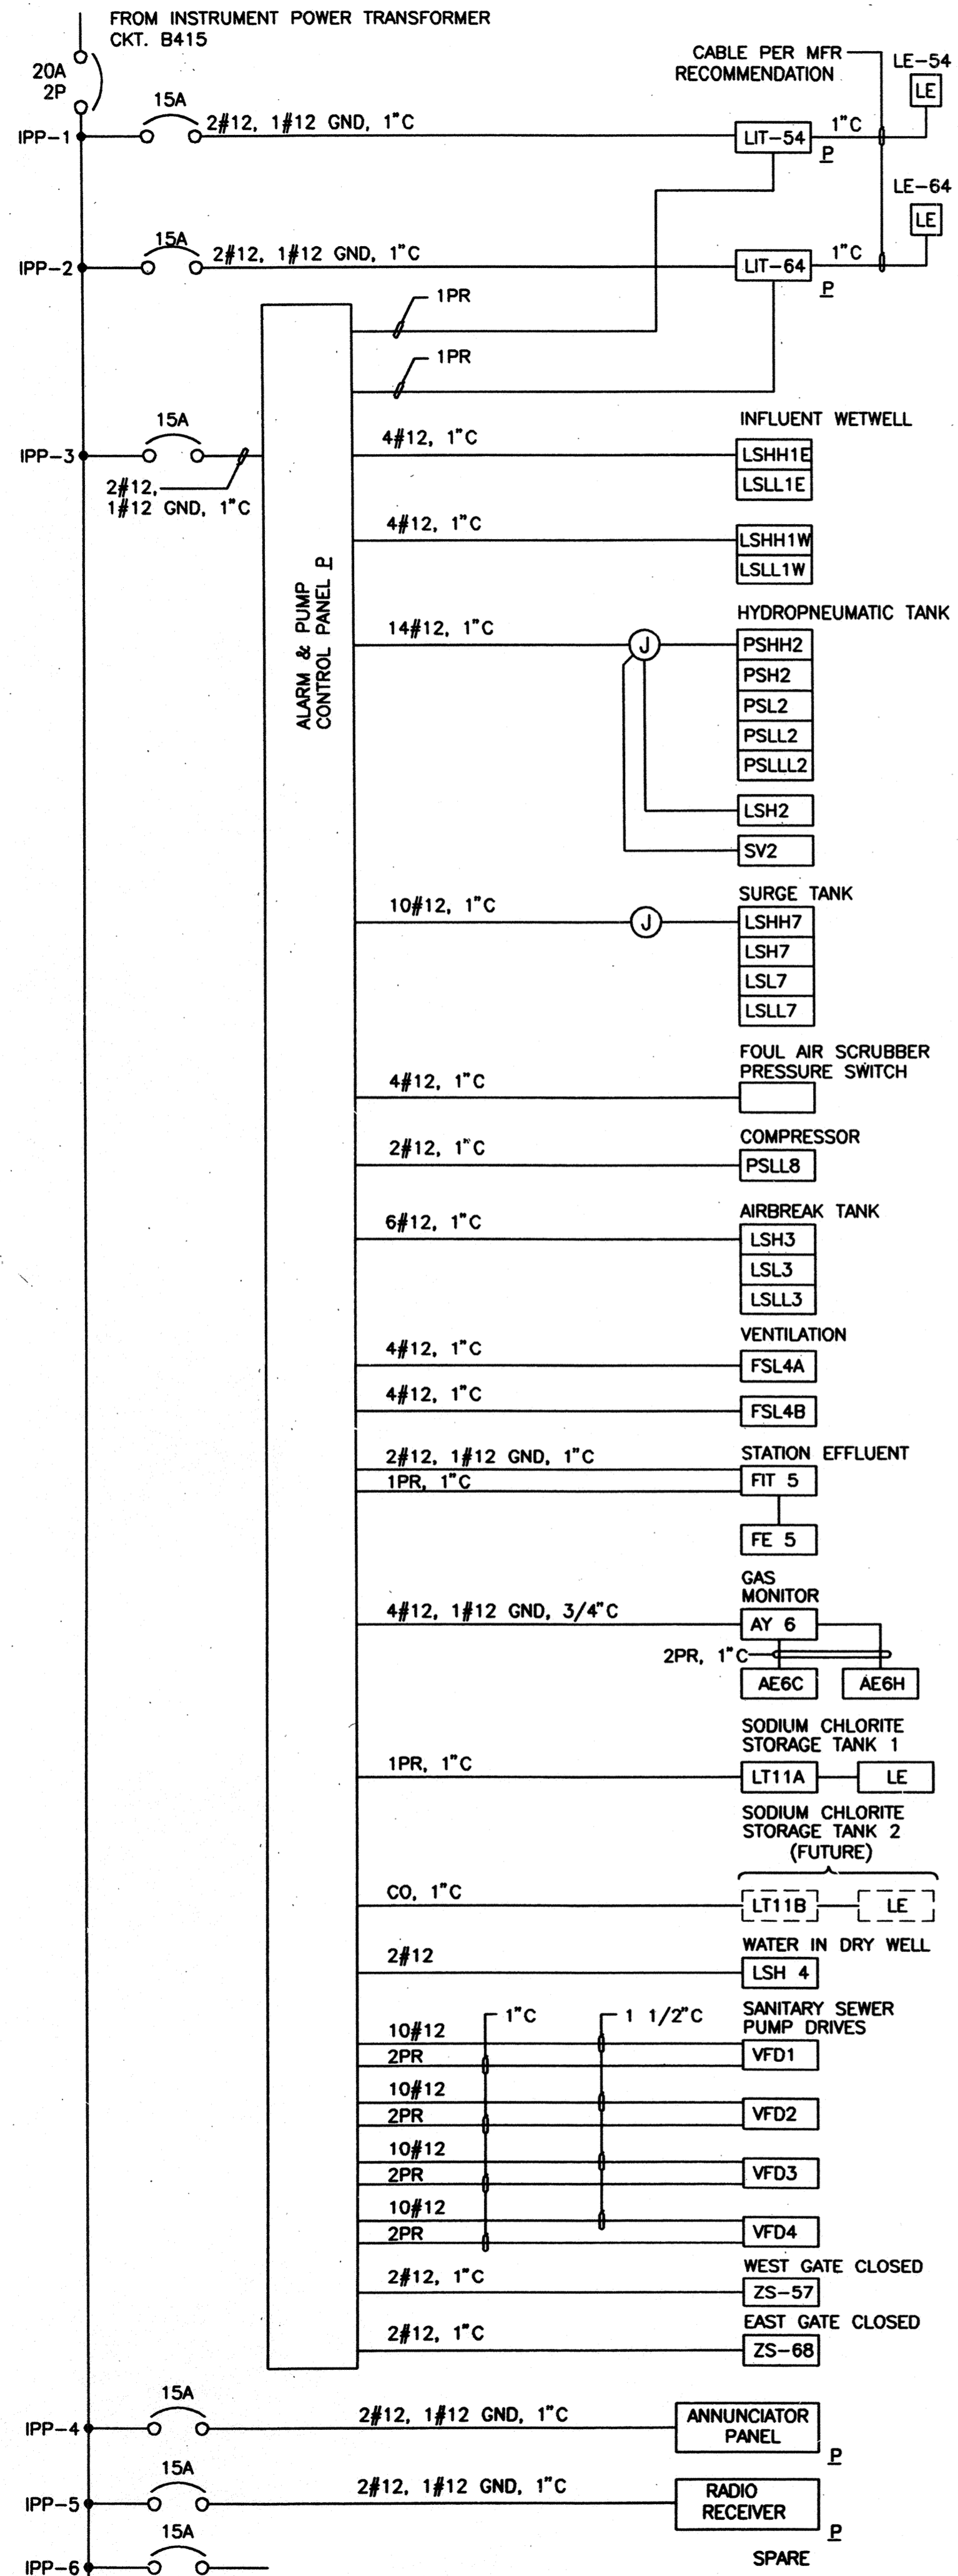 FROM INSTRUMENT POWER TRANSFORMER
CKT. B415
20A
2P
CABLE PER MFR
RECOMMENDATION
LE-54
LE
IPP-1
15A
2#12, 1#12 GND, 1"C
LIT-54
1"C
P
LE-64
LE
IPP-2
15A
2#12, 1#12 GND, 1"C
LIT-64
1"C
P
1PR
1PR
IPP-3
15A
2#12,
1#12 GND, 1"C
ALARM & PUMP
CONTROL PANEL P
INFLUENT WETWELL
4#12, 1"C
LSHH1E
LSLL1E
4#12, 1"C
LSHH1W
LSLL1W
HYDROPNEUMATIC TANK
14#12, 1"C
J
PSHH2
PSH2
PSL2
PSLL2
PSLLL2
LSH2
SV2
SURGE TANK
10#12, 1"C
J
LSHH7
LSH7
LSL7
LSLL7
FOUL AIR SCRUBBER
PRESSURE SWITCH
4#12, 1"C
COMPRESSOR
2#12, 1"C
PSLL8
AIRBREAK TANK
6#12, 1"C
LSH3
LSL3
LSLL3
VENTILATION
4#12, 1"C
FSL4A
4#12, 1"C
FSL4B
STATION EFFLUENT
2#12, 1#12 GND, 1"C
1PR, 1"C
FIT 5
FE 5
GAS
MONITOR
4#12, 1#12 GND, 3/4"C
AY 6
2PR, 1"C
AE6C
AE6H
SODIUM CHLORITE
STORAGE TANK 1
1PR, 1"C
LT11A
LE
SODIUM CHLORITE
STORAGE TANK 2
(FUTURE)
CO, 1"C
LT11B
LE
WATER IN DRY WELL
2#12
LSH 4
1"C
1 1/2"C
SANITARY SEWER
PUMP DRIVES
10#12
2PR
VFD1
10#12
2PR
VFD2
10#12
2PR
VFD3
10#12
2PR
VFD4
WEST GATE CLOSED
2#12, 1"C
ZS-57
EAST GATE CLOSED
2#12, 1"C
ZS-68
IPP-4
15A
2#12, 1#12 GND, 1"C
ANNUNCIATOR
PANEL
P
IPP-5
15A
2#12, 1#12 GND, 1"C
RADIO
RECEIVER
P
IPP-6
15A
SPARE